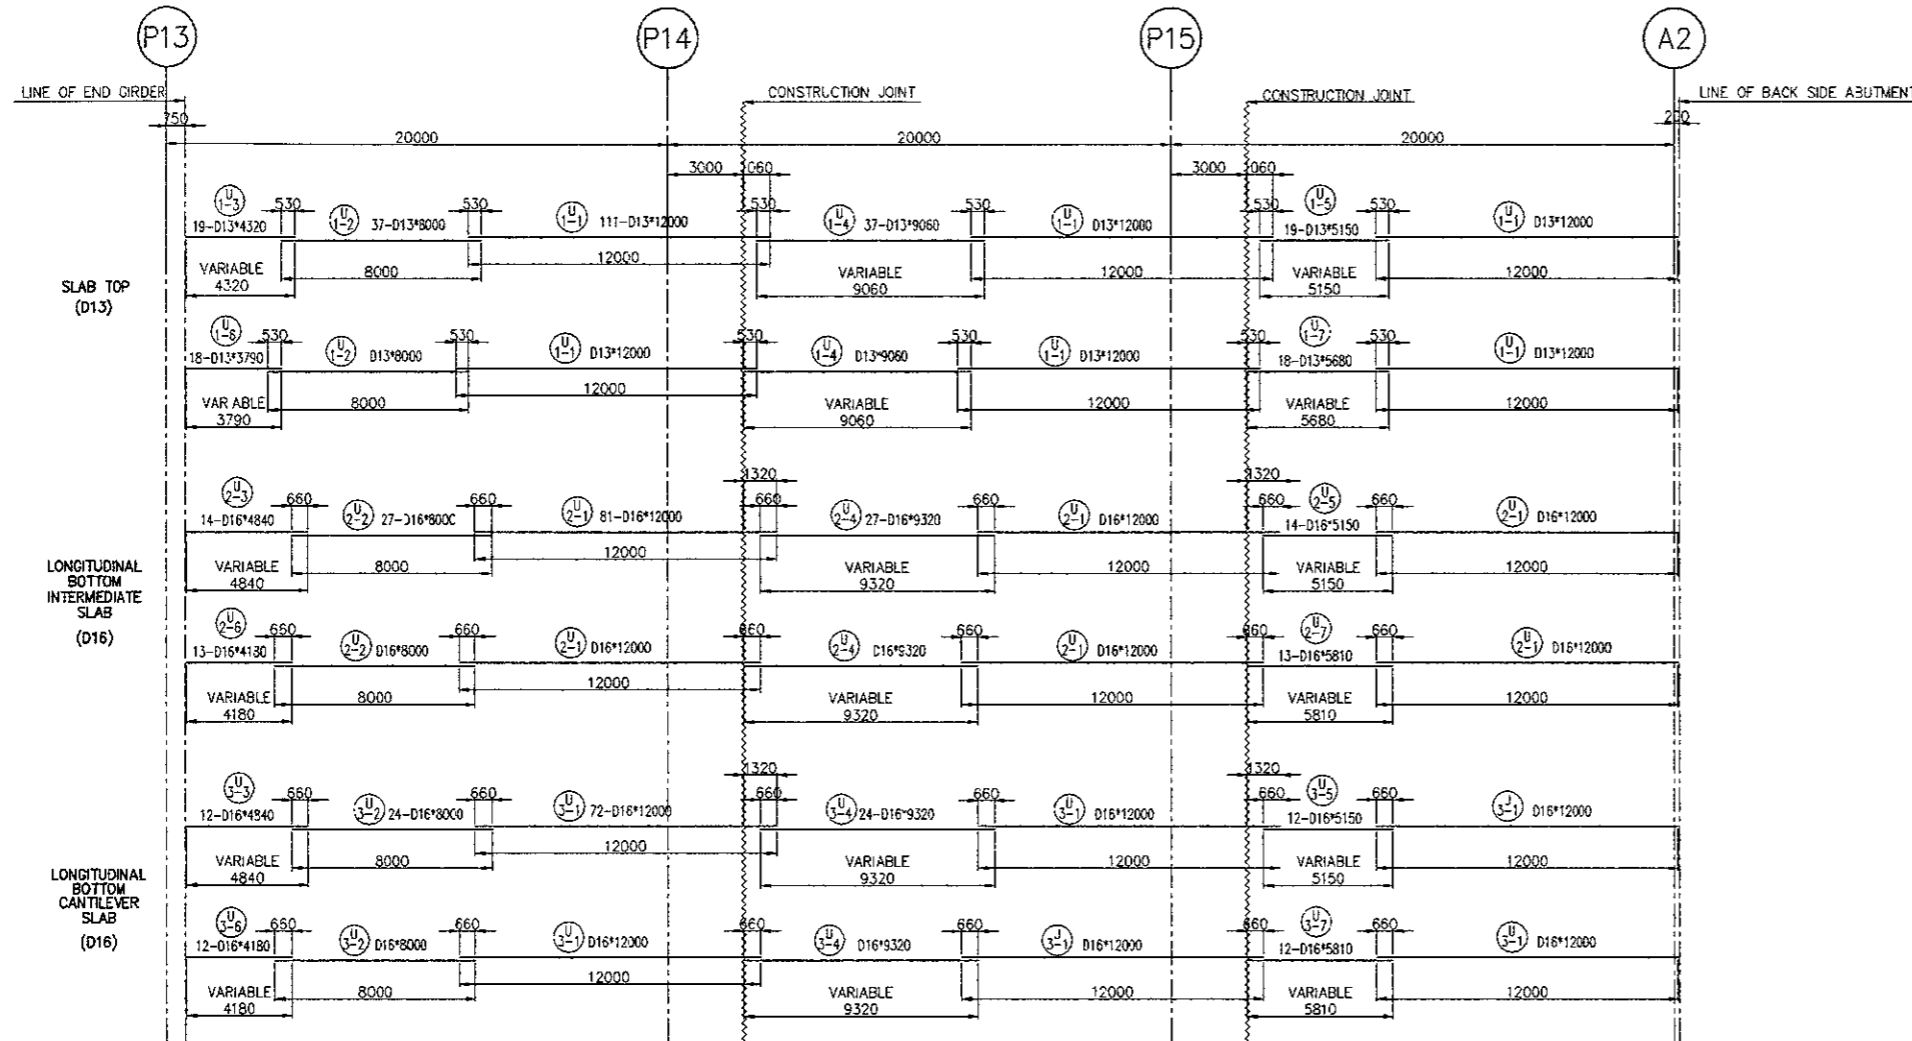 P13 P14 P15 A2
LINE OF END GIRDER CONSTRUCTION JOINT CONSTRUCTION JOINT LINE OF BACK SIDE ABUTMENT
750 200
20000 20000 20000
3000 1060 3000 1060
U 1-3 530 U 1-2 37-D13*8000 530 U 1-1 111-D13*12000 530 U 1-4 37-D13*9060 530 U 1-1 D13*12000 530 U 1-5 530 U 1-1 D13*12000
19-D13*4320 19-D13*5150
SLAB TOP
(D13)
VARIABLE 8000 12000 VARIABLE 12000 VARIABLE 12000
4320 9060 5150
530 U 1-2 D13*8000 530 U 1-1 D13*12000 530 U 1-4 D13*9060 530 U 1-1 D13*12000 530 U 1-7 530 U 1-1 D13*12000
18-D13*3790 18-D13*5680
8000 12000 VARIABLE 12000 VARIABLE 12000
3790 9060 5680
1320 1320
U 2-3 660 U 2-2 27-D16*8000 660 U 2-1 81-D16*12000 660 U 2-4 27-D16*9320 660 U 2-1 D16*12000 660 U 2-5 660 U 2-1 D16*12000
14-D16*4840 14-D16*5150
LONGITUDINAL
BOTTOM
INTERMEDIATE
SLAB
(D16)
VARIABLE 8000 12000 VARIABLE 12000 VARIABLE 12000
4840 9320 5150
U 2-6 660 U 2-2 D16*8000 660 U 2-1 D16*12000 660 U 2-4 D16*9320 660 U 2-1 D16*12000 660 U 2-7 660 U 2-1 D16*12000
13-D16*4180 13-D16*5810
VARIABLE 8000 12000 VARIABLE 12000 VARIABLE 12000
4180 9320 5810
1320 1320
U 3-3 660 U 3-2 24-D16*8000 660 U 3-1 72-D16*12000 660 U 3-4 24-D16*9320 660 U 3-1 D16*12000 660 U 3-5 660 3-1 D16*12000
12-D16*4840 12-D16*5150
LONGITUDINAL
BOTTOM
CANTILEVER
SLAB
(D16)
VARIABLE 8000 12000 VARIABLE 12000 VARIABLE 12000
4840 9320 5150
U 3-6 660 U 3-2 D16*8000 660 U 3-1 D16*12000 660 U 3-4 D16*9320 660 3-1 D16*12000 660 U 3-7 660 U 3-1 D16*12000
12-D16*4180 12-D16*5810
VARIABLE 8000 12000 VARIABLE 12000 VARIABLE 12000
4180 9320 5810